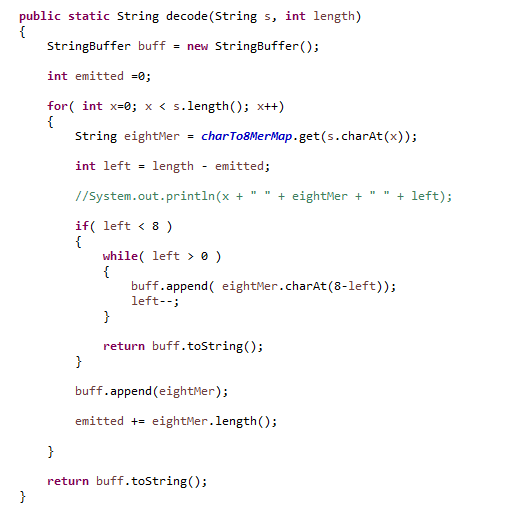 public static String decode(String s, int length)
{
    StringBuffer buff = new StringBuffer();
    int emitted =0;
    for( int x=0; x < s.length(); x++)
    {
        String eightMer = charTo8MerMap.get(s.charAt(x));
        int left = length - emitted;
        //System.out.println(x + " " + eightMer + " " + left);
        if( left < 8 )
        {
            while( left > 0 )
            {
                buff.append( eightMer.charAt(8-left));
                left--;
            }
            return buff.toString();
        }
        buff.append(eightMer);
        emitted += eightMer.length();
    }
    return buff.toString();
}